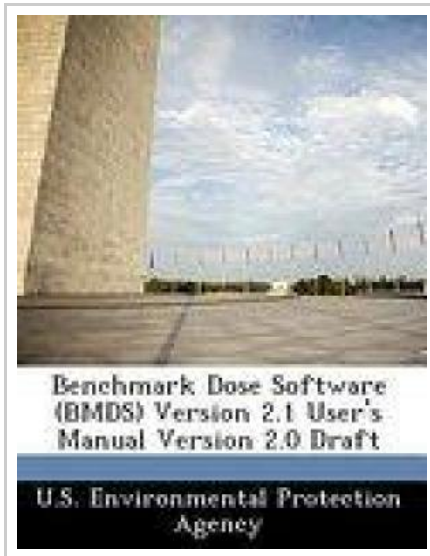 Benchmark Dose Software
(BMDS) Version 2.1 User's
Manual Version 2.0 Draft
U.S. Environmental Protection
Agency